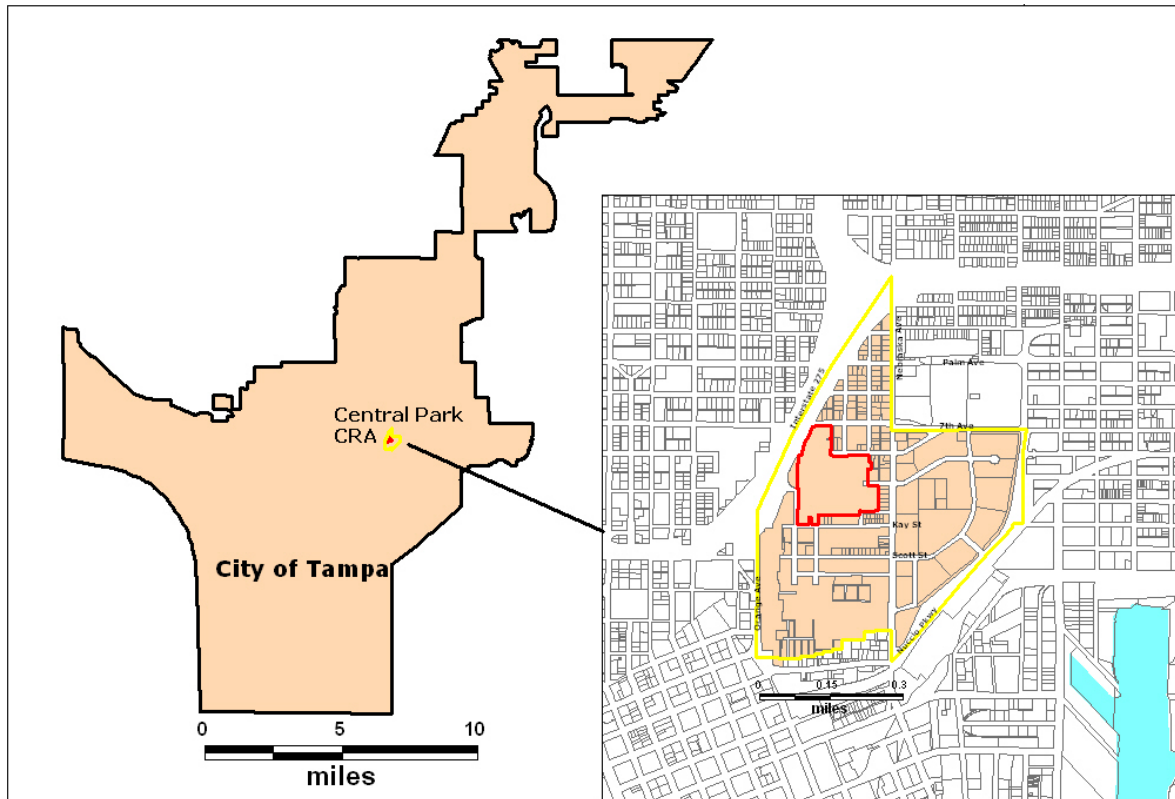 Central Park
CRA
City of Tampa
0 5 10
miles
Interstate 275
Nebraska Ave
Palm Ave
7th Ave
Kay St
Scott St
Orange Ave
Nuccio Pkwy
0 0.15 0.3
miles